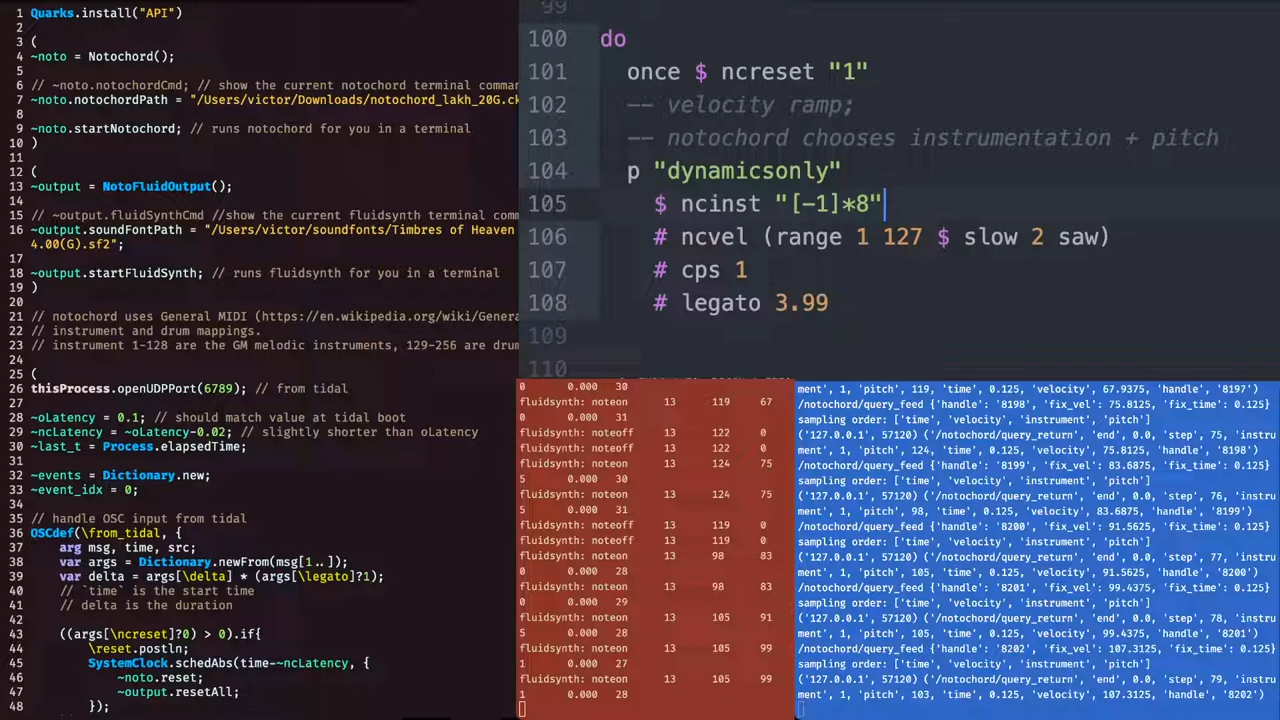 1 Quarks.install("API")
2
3 (
4 ~noto = Notochord();
5
6 // ~noto.notochordCmd; // show the current notochord terminal comman
7 ~noto.notochordPath = "/Users/victor/Downloads/notochord_lakh_20G.ck
8
9 ~noto.startNotochord; // runs notochord for you in a terminal
10 )
11
12 (
13 ~output = NotoFluidOutput();
14
15 // ~output.fluidSynthCmd //show the current fluidsynth terminal comm
16 ~output.soundFontPath = "/Users/victor/soundfonts/Timbres of Heaven
4.00(G).sf2";
17
18 ~output.startFluidSynth; // runs fluidsynth for you in a terminal
19 )
20
21 // notochord uses General MIDI (https://en.wikipedia.org/wiki/Genera
22 // instrument and drum mappings.
23 // instrument 1-128 are the GM melodic instruments, 129-256 are drum
24
25 (
26 thisProcess.openUDPPort(6789); // from tidal
27
28 ~oLatency = 0.1; // should match value at tidal boot
29 ~ncLatency = ~oLatency-0.02; // slightly shorter than oLatency
30 ~last_t = Process.elapsedTime;
31
32 ~events = Dictionary.new;
33 ~event_idx = 0;
34
35 // handle OSC input from tidal
36 OSCdef(\from_tidal, {
37 arg msg, time, src;
38 var args = Dictionary.newFrom(msg[1..]);
39 var delta = args[\delta] * (args[\legato]?1);
40 // `time` is the start time
41 // delta is the duration
42
43 ((args[\ncreset]?0) > 0).if{
44 \reset.postln;
45 SystemClock.schedAbs(time-~ncLatency, {
46 ~noto.reset;
47 ~output.resetAll;
48 });
99
100 do
101 once $ ncreset "1"
102 -- velocity ramp;
103 -- notochord chooses instrumentation + pitch
104 p "dynamicsonly"
105 $ ncinst "[-1]*8"
106 # ncvel (range 1 127 $ slow 2 saw)
107 # cps 1
108 # legato 3.99
109
110
0 0.000 30
fluidsynth: noteon 13 119 67
0 0.000 31
fluidsynth: noteoff 13 122 0
fluidsynth: noteoff 13 122 0
fluidsynth: noteon 13 124 75
5 0.000 30
fluidsynth: noteon 13 124 75
5 0.000 31
fluidsynth: noteoff 13 119 0
fluidsynth: noteoff 13 119 0
fluidsynth: noteon 13 98 83
0 0.000 28
fluidsynth: noteon 13 98 83
0 0.000 29
fluidsynth: noteon 13 105 91
5 0.000 28
fluidsynth: noteon 13 105 99
1 0.000 27
fluidsynth: noteon 13 105 99
1 0.000 28
ment', 1, 'pitch', 119, 'time', 0.125, 'velocity', 67.9375, 'handle', '8197')
/notochord/query_feed {'handle': '8198', 'fix_vel': 75.8125, 'fix_time': 0.125}
sampling order: ['time', 'velocity', 'instrument', 'pitch']
('127.0.0.1', 57120) ('/notochord/query_return', 'end', 0.0, 'step', 75, 'instru
ment', 1, 'pitch', 124, 'time', 0.125, 'velocity', 75.8125, 'handle', '8198')
/notochord/query_feed {'handle': '8199', 'fix_vel': 83.6875, 'fix_time': 0.125}
sampling order: ['time', 'velocity', 'instrument', 'pitch']
('127.0.0.1', 57120) ('/notochord/query_return', 'end', 0.0, 'step', 76, 'instru
ment', 1, 'pitch', 98, 'time', 0.125, 'velocity', 83.6875, 'handle', '8199')
/notochord/query_feed {'handle': '8200', 'fix_vel': 91.5625, 'fix_time': 0.125}
sampling order: ['time', 'velocity', 'instrument', 'pitch']
('127.0.0.1', 57120) ('/notochord/query_return', 'end', 0.0, 'step', 77, 'instru
ment', 1, 'pitch', 105, 'time', 0.125, 'velocity', 91.5625, 'handle', '8200')
/notochord/query_feed {'handle': '8201', 'fix_vel': 99.4375, 'fix_time': 0.125}
sampling order: ['time', 'velocity', 'instrument', 'pitch']
('127.0.0.1', 57120) ('/notochord/query_return', 'end', 0.0, 'step', 78, 'instru
ment', 1, 'pitch', 105, 'time', 0.125, 'velocity', 99.4375, 'handle', '8201')
/notochord/query_feed {'handle': '8202', 'fix_vel': 107.3125, 'fix_time': 0.125}
sampling order: ['time', 'velocity', 'instrument', 'pitch']
('127.0.0.1', 57120) ('/notochord/query_return', 'end', 0.0, 'step', 79, 'instru
ment', 1, 'pitch', 103, 'time', 0.125, 'velocity', 107.3125, 'handle', '8202')